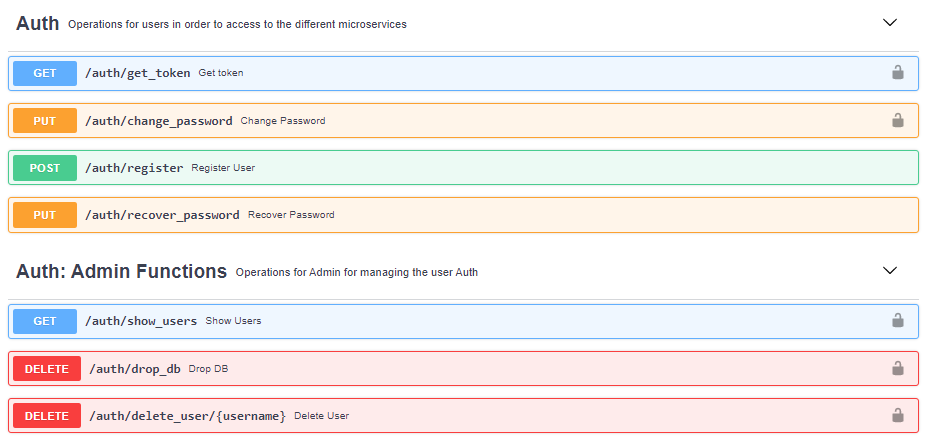 Auth Operations for users in order to access to the different microservices
GET /auth/get_token Get token
PUT /auth/change_password Change Password
POST /auth/register Register User
PUT /auth/recover_password Recover Password
Auth: Admin Functions Operations for Admin for managing the user Auth
GET /auth/show_users Show Users
DELETE /auth/drop_db Drop DB
DELETE /auth/delete_user/{username} Delete User